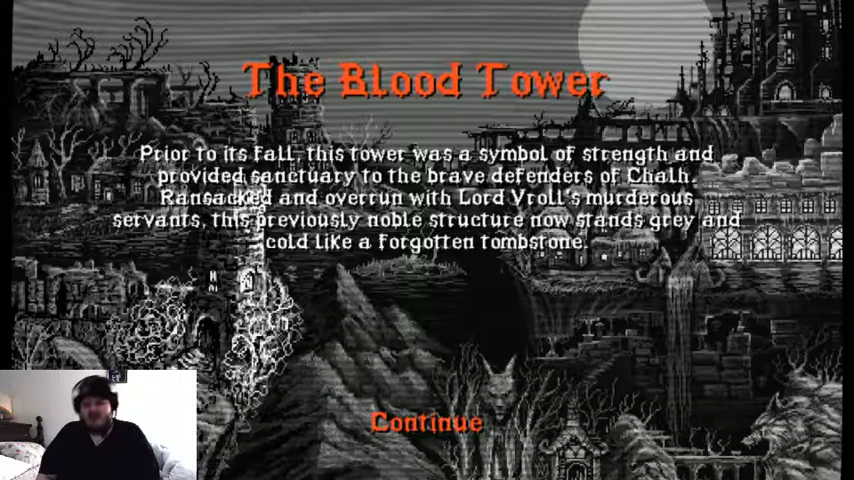 The Blood Tower
Prior to its fall, this tower was a symbol of strength and
provided sanctuary to the brave defenders of Chalh.
Ransacked and overrun with Lord Vroll's murderous
servants, this previously noble structure now stands grey and
cold like a forgotten tombstone.
Continue